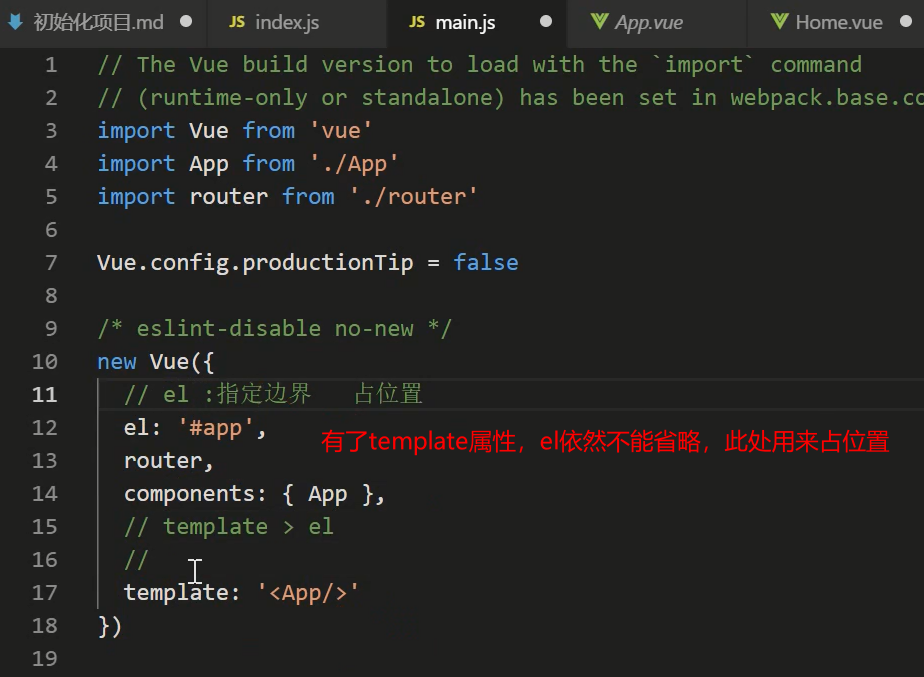 初始化项目.md JS index.js JS main.js App.vue Home.vue
1 // The Vue build version to load with the `import` command
2 // (runtime-only or standalone) has been set in webpack.base.co
3 import Vue from 'vue'
4 import App from './App'
5 import router from './router'
6
7 Vue.config.productionTip = false
8
9 /* eslint-disable no-new */
10 new Vue({
11 // el :指定边界 占位置
12 el: '#app',
有了template属性，el依然不能省略，此处用来占位置
13 router,
14 components: { App },
15 // template > el
16 //
17 template: '<App/>'
18 })
19